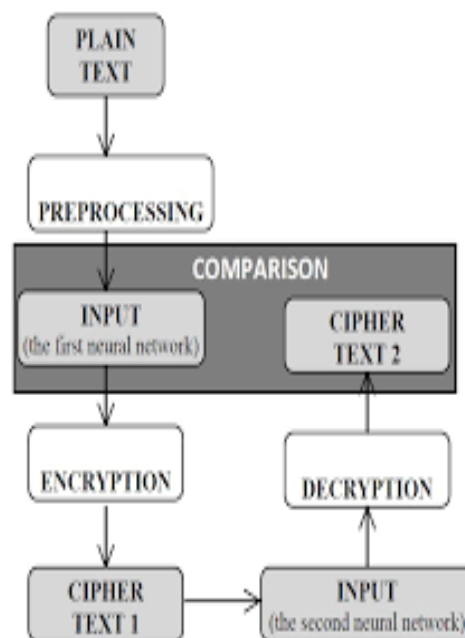 PLAIN
TEXT
PREPROCESSING
COMPARISON
INPUT
(the first neural network)
CIPHER
TEXT 2
ENCRYPTION
DECRYPTION
CIPHER
TEXT 1
INPUT
(the second neural network)